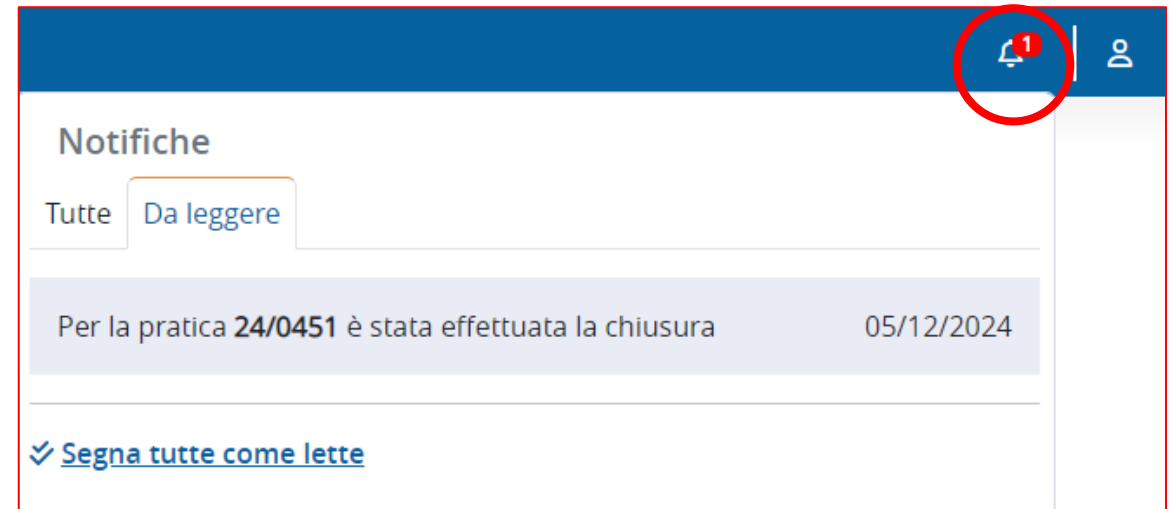 1
Notifiche
Tutte Da leggere
Per la pratica 24/0451 è stata effettuata la chiusura 05/12/2024
Segna tutte come lette